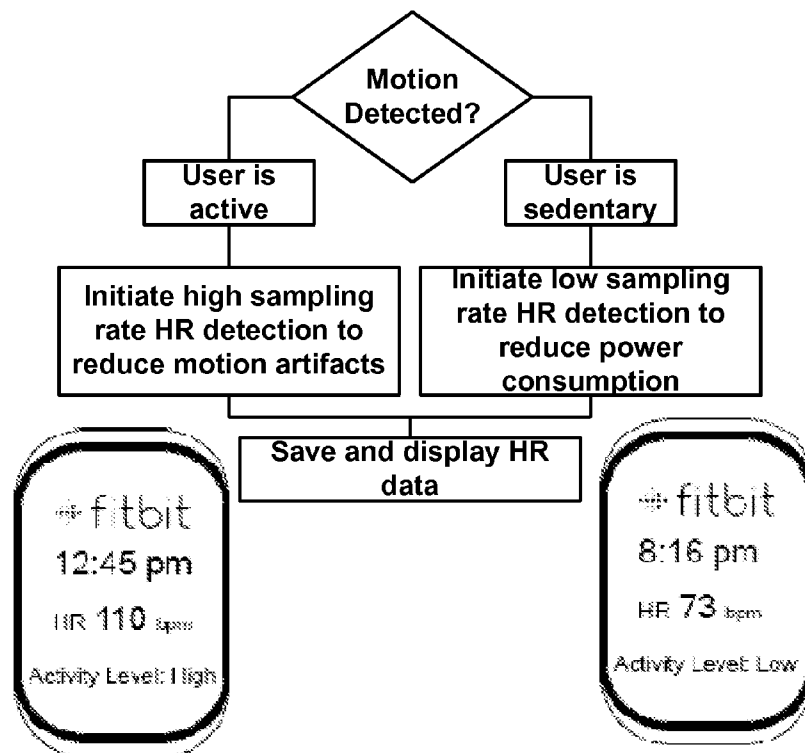 Motion
Detected?
User is
active
User is
sedentary
Initiate high sampling
rate HR detection to
reduce motion artifacts
Initiate low sampling
rate HR detection to
reduce power
consumption
Save and display HR
data
fitbit
12:45 pm
HR 110 bpm
Activity Level: High
fitbit
8:16 pm
HR 73 bpm
Activity Level: Low